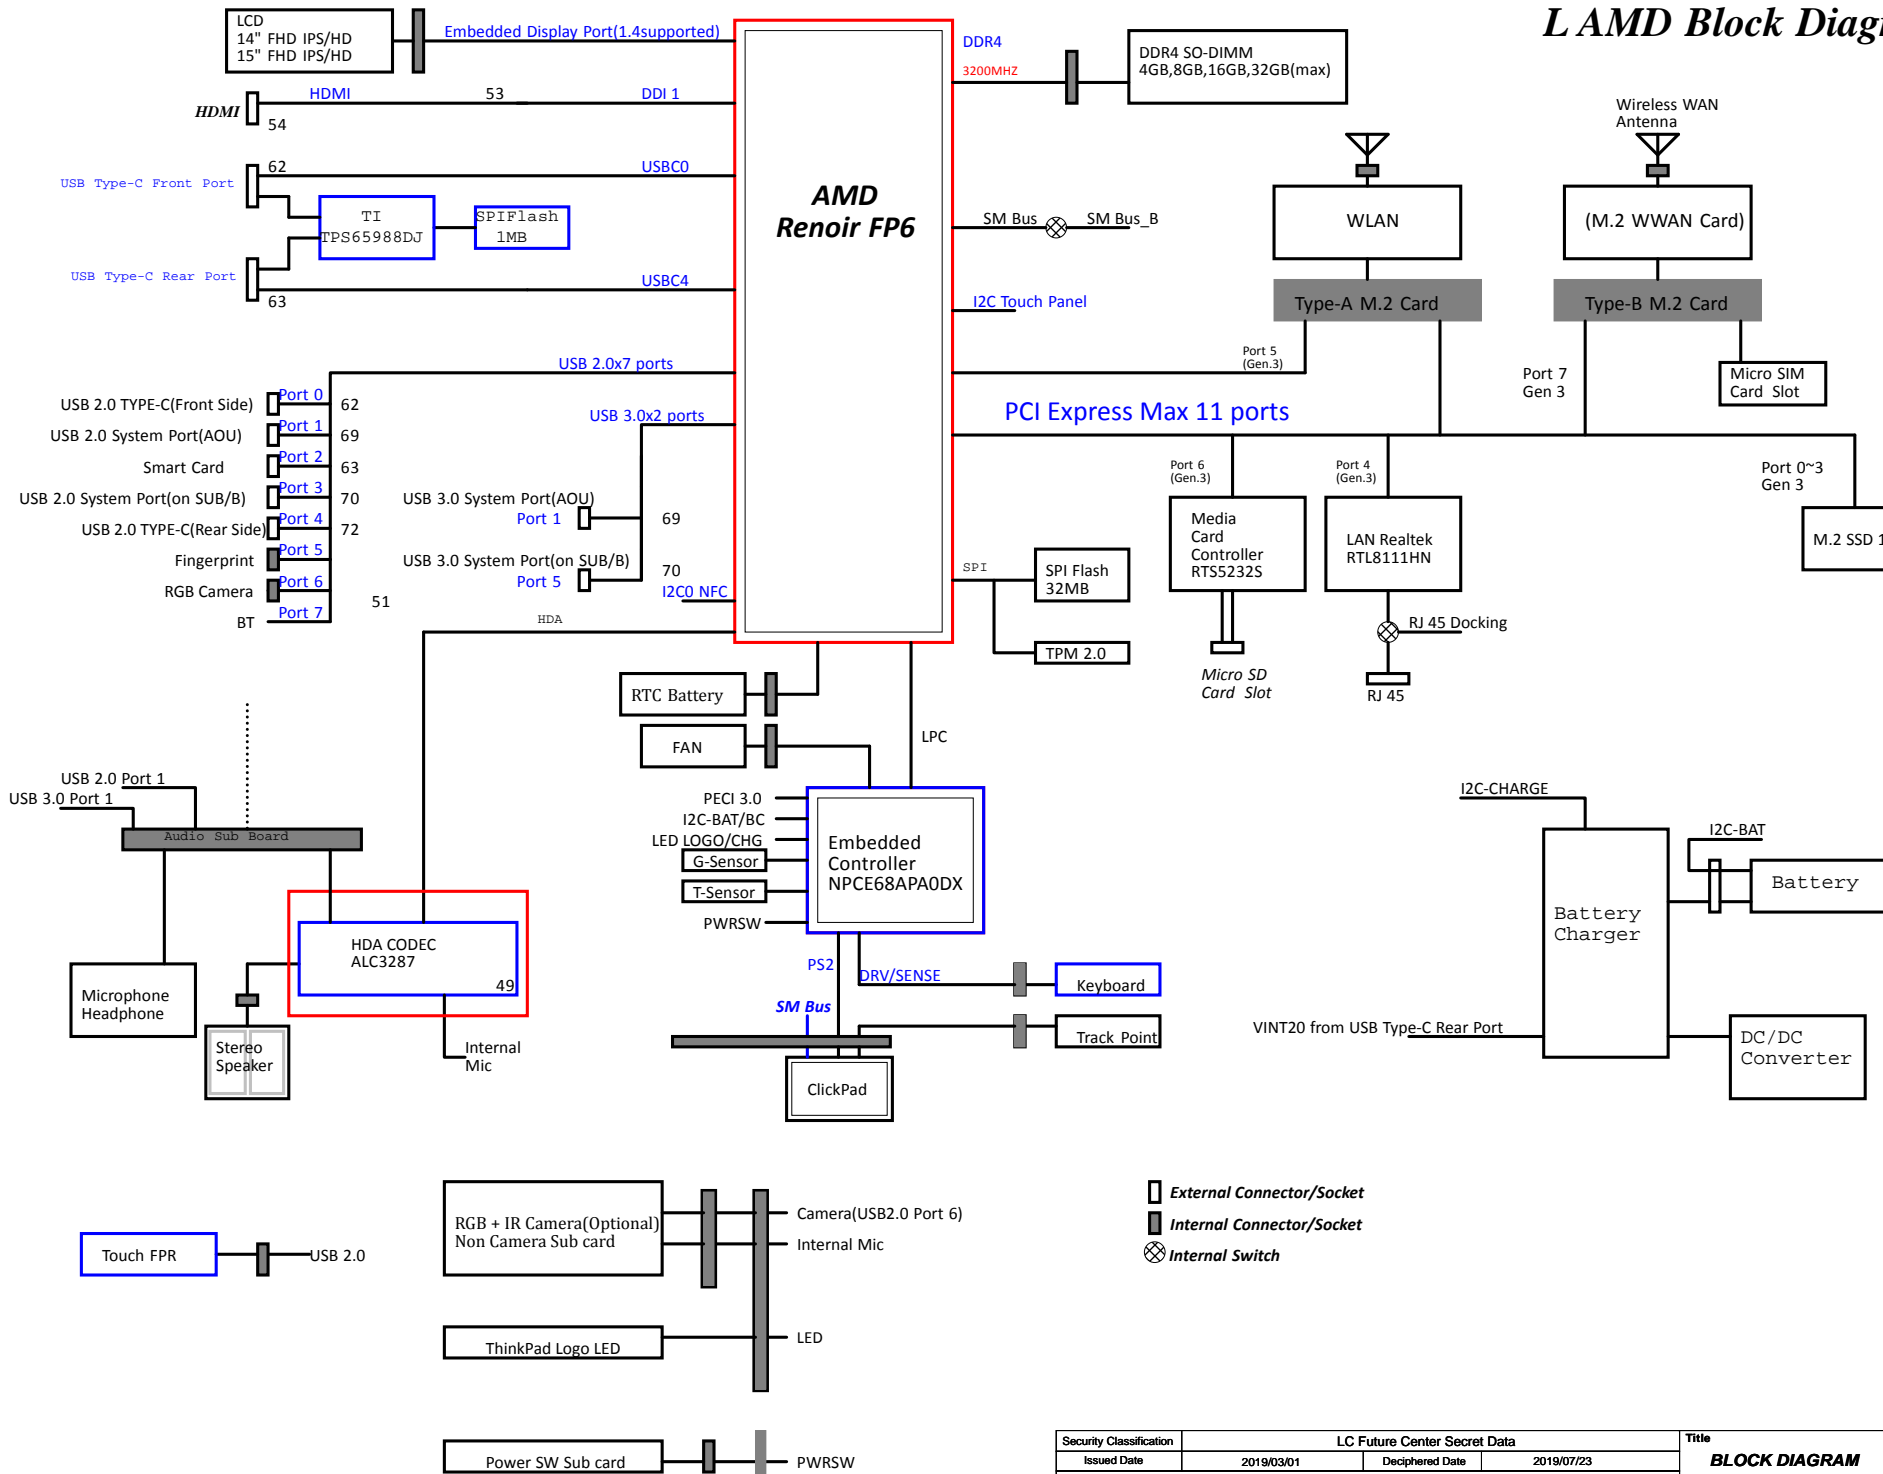 L AMD Block Diag
LCD
14" FHD IPS/HD
15" FHD IPS/HD
Embedded Display Port(1.4supported)
DDR4
3200MHZ
DDR4 SO-DIMM
4GB,8GB,16GB,32GB(max)
HDMI
HDMI
53
DDI 1
54
Wireless WAN
Antenna
USB Type-C Front Port
62
USBC0
TI
TPS65988DJ
SPIFlash
1MB
AMD
Renoir FP6
SM Bus
SM Bus_B
WLAN
(M.2 WWAN Card)
USB Type-C Rear Port
63
USBC4
I2C Touch Panel
Type-A M.2 Card
Type-B M.2 Card
USB 2.0x7 ports
Port 5
(Gen.3)
Port 7
Gen 3
Micro SIM
Card Slot
USB 2.0 TYPE-C(Front Side)
Port 0
62
USB 2.0 System Port(AOU)
Port 1
69
Smart Card
Port 2
63
USB 2.0 System Port(on SUB/B)
Port 3
70
USB 2.0 TYPE-C(Rear Side)
Port 4
72
Fingerprint
Port 5
RGB Camera
Port 6
BT
Port 7
51
USB 3.0x2 ports
USB 3.0 System Port(AOU)
Port 1
69
USB 3.0 System Port(on SUB/B)
Port 5
70
I2C0 NFC
HDA
PCI Express Max 11 ports
Port 6
(Gen.3)
Port 4
(Gen.3)
Port 0~3
Gen 3
Media
Card
Controller
RTS5232S
LAN Realtek
RTL8111HN
M.2 SSD 1
SPI
SPI Flash
32MB
TPM 2.0
Micro SD
Card Slot
RJ 45 Docking
RJ 45
RTC Battery
FAN
LPC
USB 2.0 Port 1
USB 3.0 Port 1
Audio Sub Board
PECI 3.0
I2C-BAT/BC
LED LOGO/CHG
G-Sensor
T-Sensor
PWRSW
Embedded
Controller
NPCE68APA0DX
I2C-CHARGE
I2C-BAT
Battery
Battery
Charger
HDA CODEC
ALC3287
49
Microphone
Headphone
Stereo
Speaker
Internal
Mic
PS2
DRV/SENSE
Keyboard
SM Bus
Track Point
ClickPad
VINT20 from USB Type-C Rear Port
DC/DC
Converter
RGB + IR Camera(Optional)
Non Camera Sub card
Camera(USB2.0 Port 6)
Internal Mic
External Connector/Socket
Internal Connector/Socket
Internal Switch
Touch FPR
USB 2.0
ThinkPad Logo LED
LED
Power SW Sub card
PWRSW
Security Classification
LC Future Center Secret Data
Title
Issued Date
2019/03/01
Deciphered Date
2019/07/23
BLOCK DIAGRAM